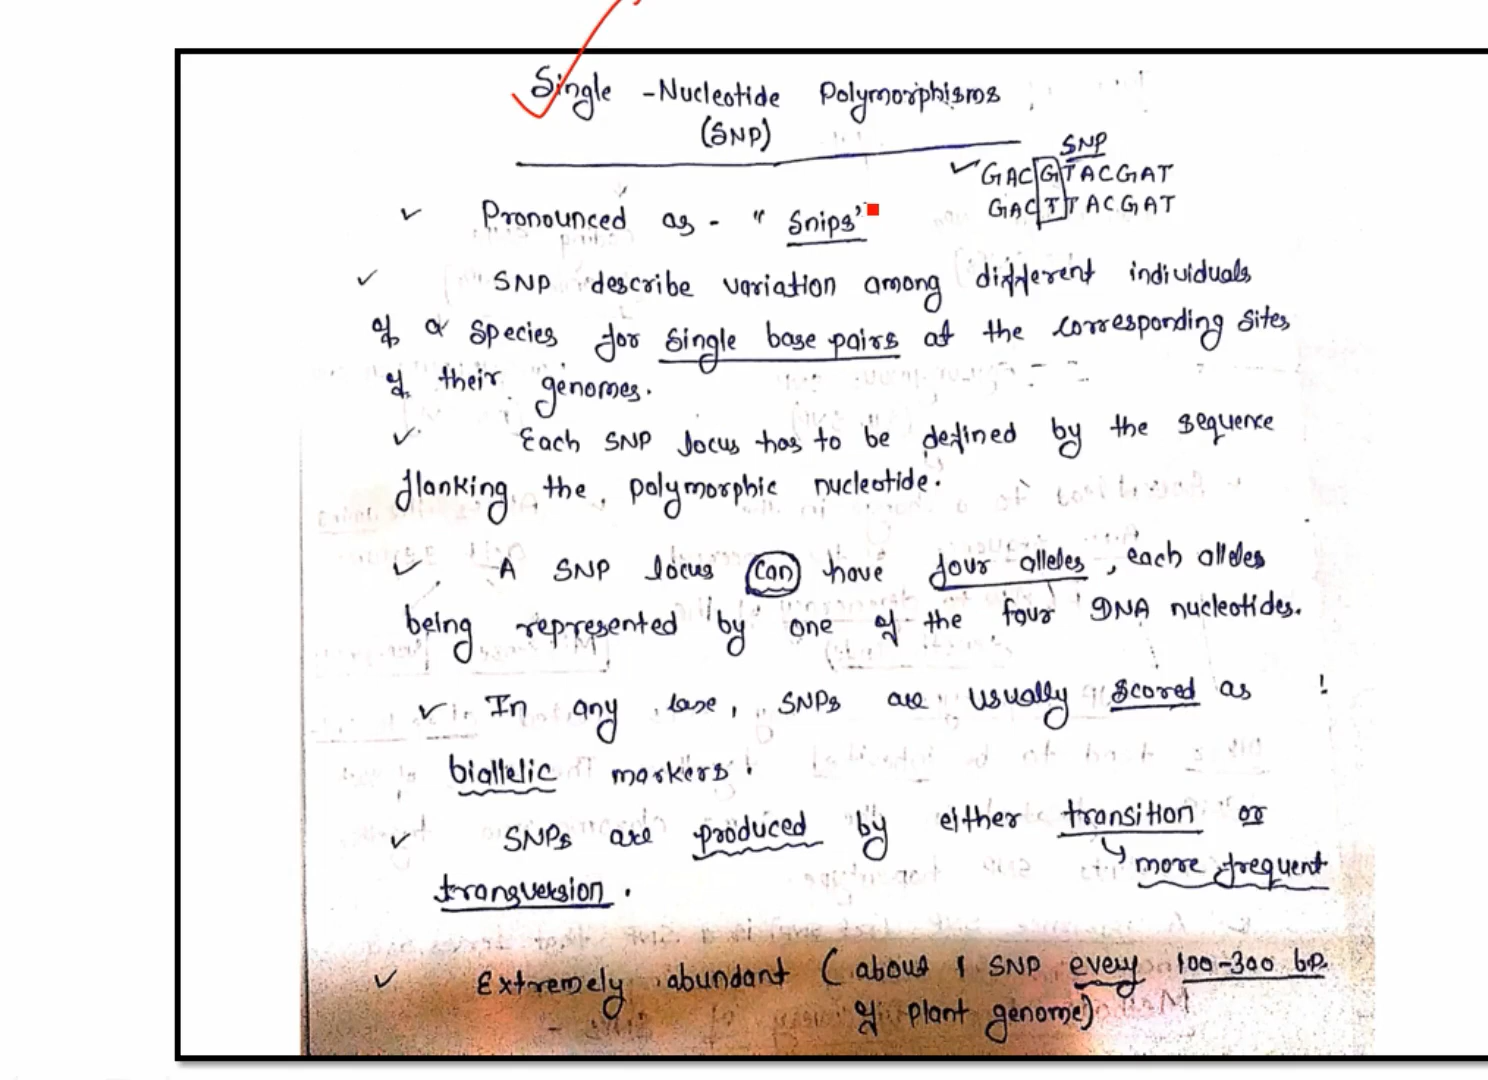 Single-Nucleotide Polymorphisms
(SNP)
SNP
GACGTACGAT
GACTTACGAT
Pronounced as - "Snips"
SNP describe variation among different individuals
of a species for single base pairs at the corresponding sites
of their genomes.
Each SNP locus has to be defined by the sequence
flanking the polymorphic nucleotide.
A SNP locus can have four alleles, each alleles
being represented by one of the four DNA nucleotides.
In any case, SNPs are usually scored as
biallelic markers.
SNPs are produced by either transition or
more frequent
transversion.
Extremely abundant (about 1 SNP every 100-300 bp.
of plant genome)